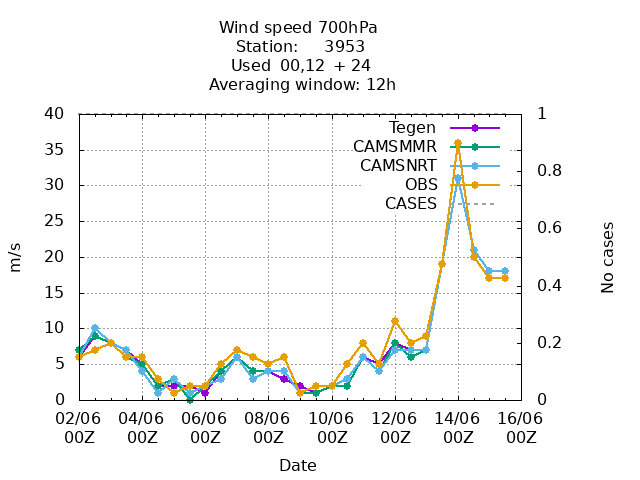 Wind speed 700hPa
Station: 3953
Used 00,12 + 24
Averaging window: 12h
40 1
Tegen
35
CAMSMMR
0.8
CAMSNRT
30
OBS
CASES
25
0.6
20
m/s
No cases
0.4
15
10
0.2
5
0 0
02/06 04/06 06/06 08/06 10/06 12/06 14/06 16/06
00Z 00Z 00Z 00Z 00Z 00Z 00Z 00Z
Date